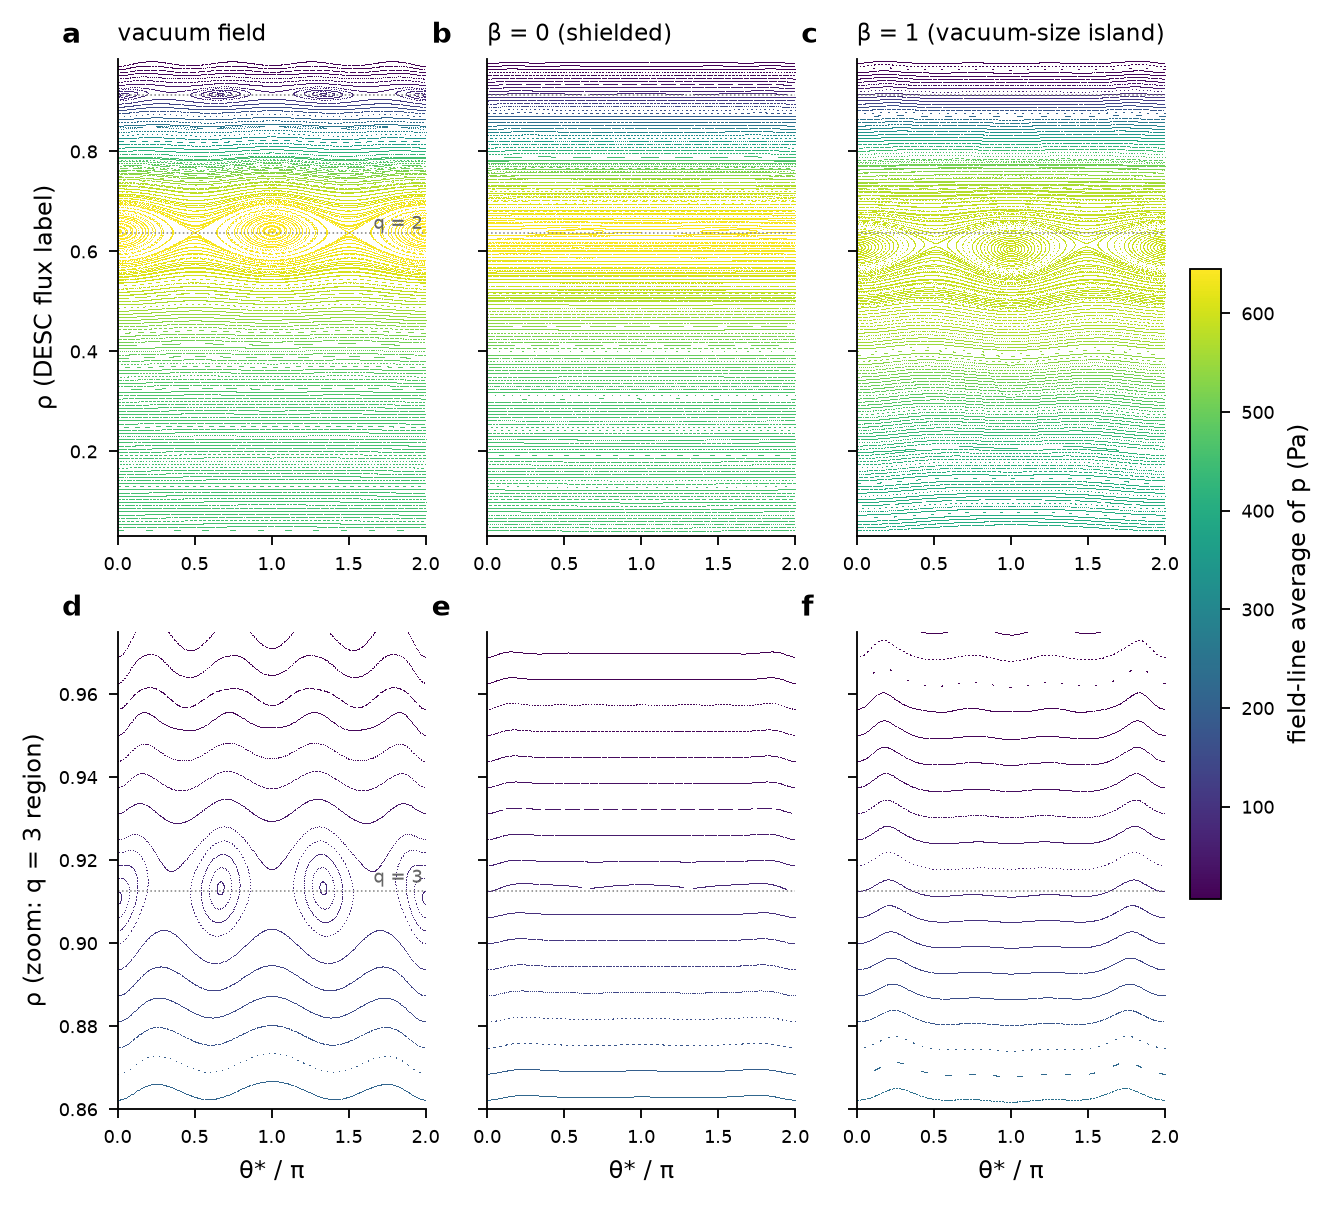 a vacuum field
b β = 0 (shielded)
c β = 1 (vacuum-size island)
ρ (DESC flux label)
0.8
0.6
0.4
0.2
q = 2
0.0 0.5 1.0 1.5 2.0
0.0 0.5 1.0 1.5 2.0
0.0 0.5 1.0 1.5 2.0
d
e
f
ρ (zoom: q = 3 region)
0.96
0.94
0.92
0.90
0.88
0.86
q = 3
0.0 0.5 1.0 1.5 2.0
0.0 0.5 1.0 1.5 2.0
0.0 0.5 1.0 1.5 2.0
θ* / π
θ* / π
θ* / π
600
500
400
300
200
100
field-line average of p (Pa)